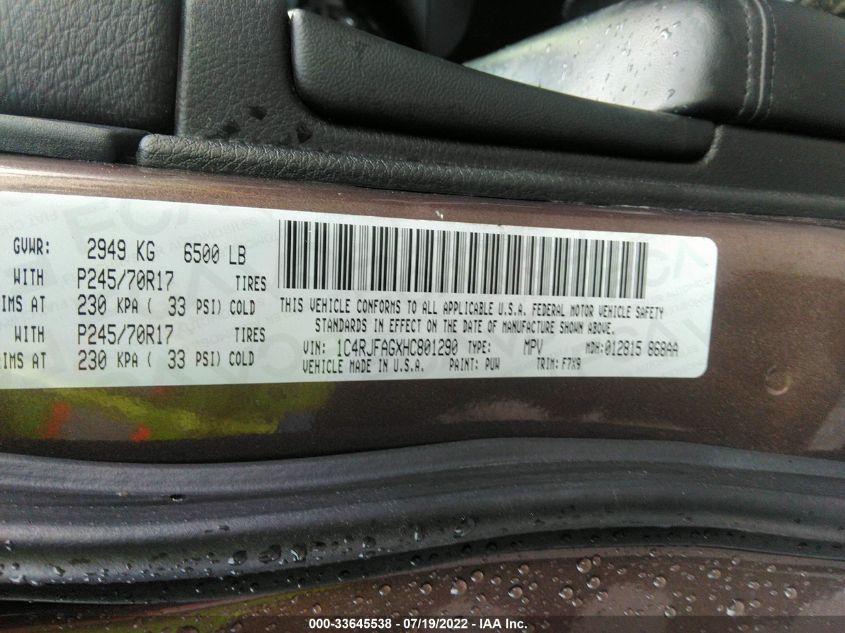 GVWR: 2949 KG 6500 LB
WITH P245/70R17 TIRES
IMS AT 230 KPA ( 33 PSI) COLD
WITH P245/70R17 TIRES
IMS AT 230 KPA ( 33 PSI) COLD
THIS VEHICLE CONFORMS TO ALL APPLICABLE U.S.A. FEDERAL MOTOR VEHICLE SAFETY
STANDARDS IN EFFECT ON THE DATE OF MANUFACTURE SHOWN ABOVE.
VIN: 1C4RJFAGXHC801290 TYPE: MPV MDH:012815 868AA
VEHICLE MADE IN U.S.A. PAINT: PUW TRIM: F7X9
000-33645538 - 07/19/2022 - IAA Inc.